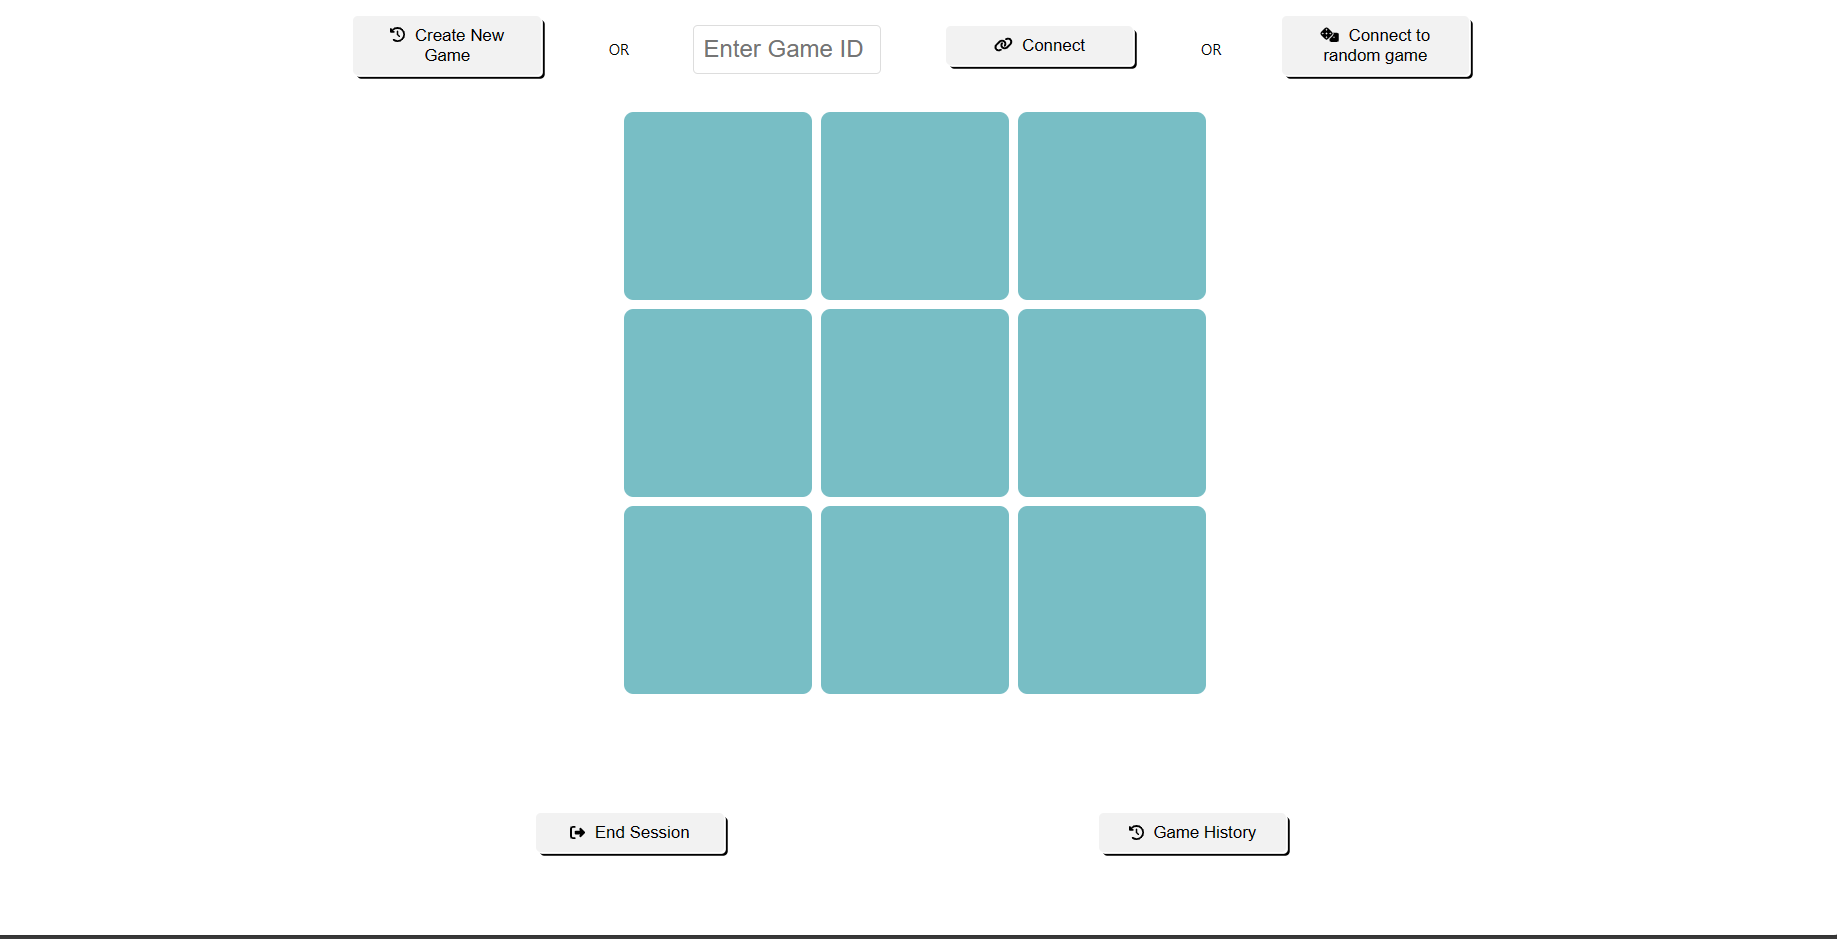 Create New
Game
OR
Enter Game ID
Connect
OR
Connect to
random game
End Session
Game History